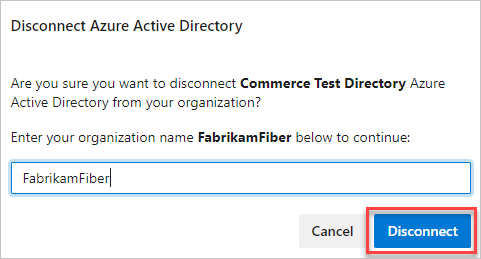 Disconnect Azure Active Directory
Are you sure you want to disconnect Commerce Test Directory Azure
Active Directory from your organization?
Enter your organization name FabrikamFiber below to continue:
FabrikamFiber
Cancel Disconnect